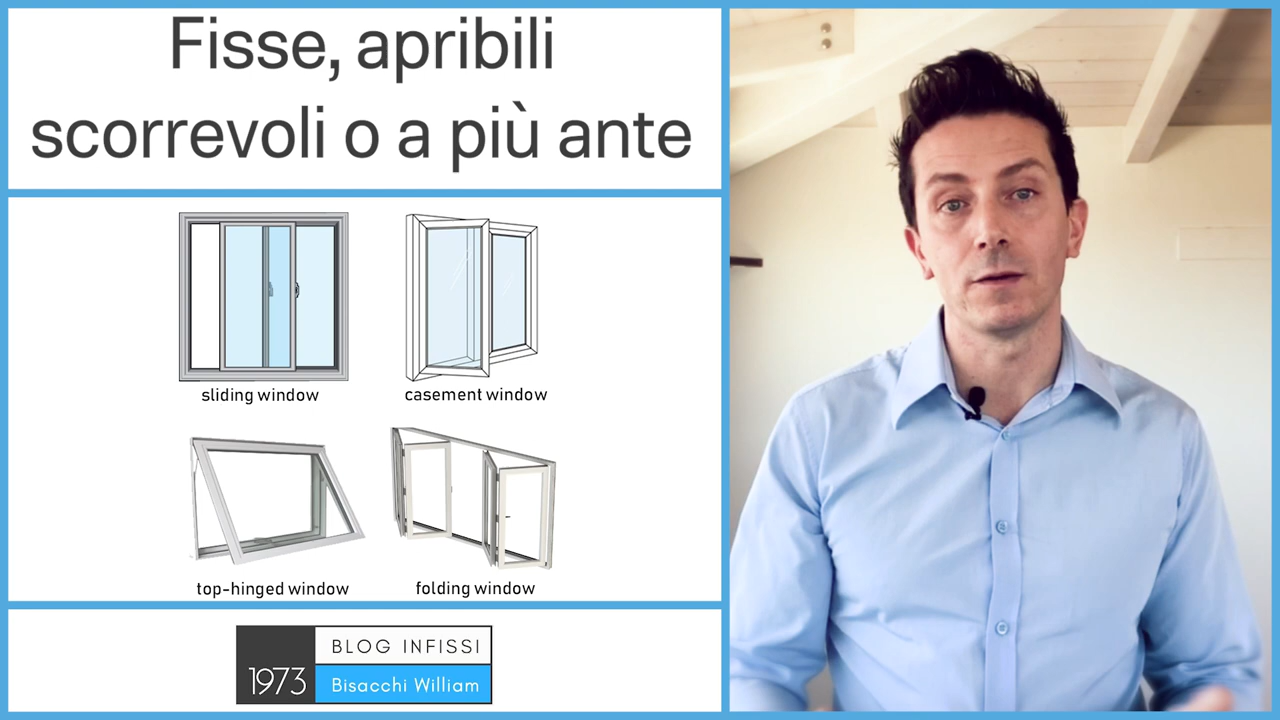 Fisse, apribili
scorrevoli o a più ante
sliding window
casement window
top-hinged window
folding window
1973
BLOG INFISSI
Bisacchi William